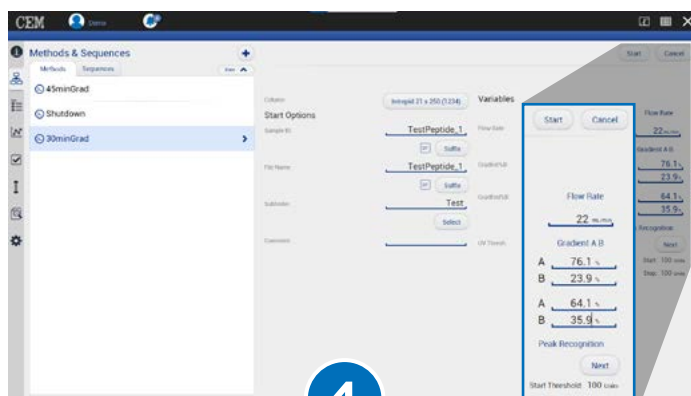 CEM Demo
Methods & Sequences
Start Cancel
Methods Sequences
45minGrad
Shutdown
30minGrad
Column Intrepid 21 x 250 (1234) Variables
Start Options
Sample ID TestPeptide_1 Flow Rate
Suffix
File Name TestPeptide_1
Suffix
Subfolder Test
Select
Comment UV Thresh
Start Cancel
Flow Rate
22 mL/min
Gradient A B
A 76.1 %
B 23.9 %
A 64.1 %
B 35.9 %
Peak Recognition
Next
Start Threshold 100 Units
Flow Rate
22 mL/min
Gradient A B
76.1 %
23.9 %
64.1 %
35.9 %
Recognition
Next
Start 100 Units
Drop 100 Units
4